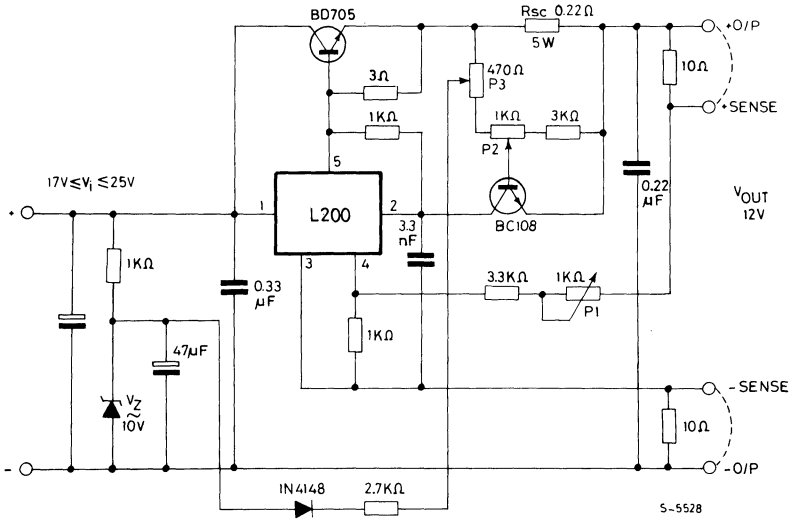 BD705
Rsc 0.22Ω
5W
+O/P
3Ω
470Ω
P3
10Ω
1KΩ
1KΩ
3KΩ
+SENSE
P2
5
17V≤Vi≤25V
+
1
L200
2
BC108
0.22
µF
VOUT
12V
3
4
3.3
nF
1KΩ
0.33
µF
3.3KΩ
1KΩ
P1
1KΩ
47µF
- SENSE
VZ
~
10V
10Ω
-
-O/P
1N4148
2.7KΩ
S-5528